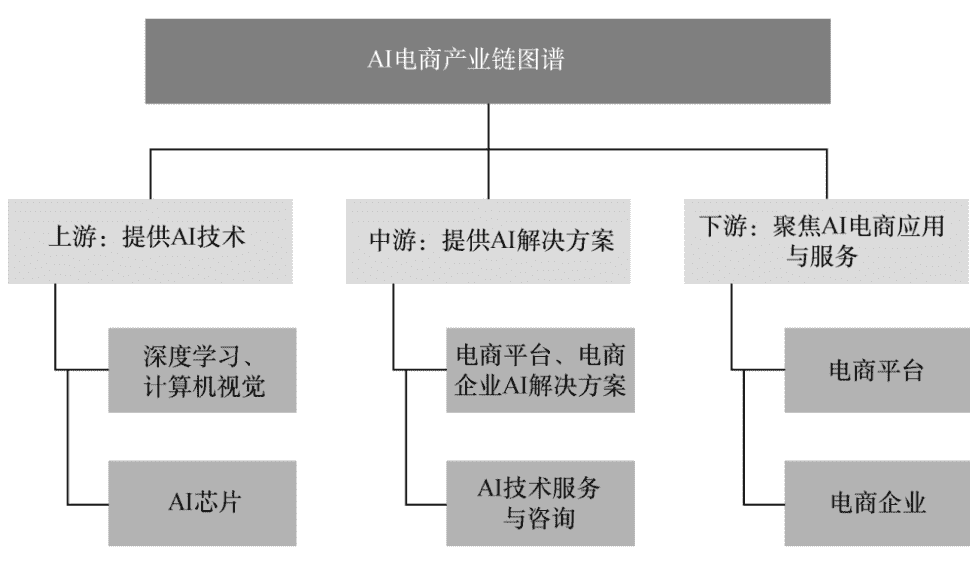 AI电商产业链图谱
上游：提供AI技术
中游：提供AI解决方案
下游：聚焦AI电商应用
与服务
深度学习、
计算机视觉
电商平台、电商
企业AI解决方案
电商平台
AI芯片
AI技术服务
与咨询
电商企业